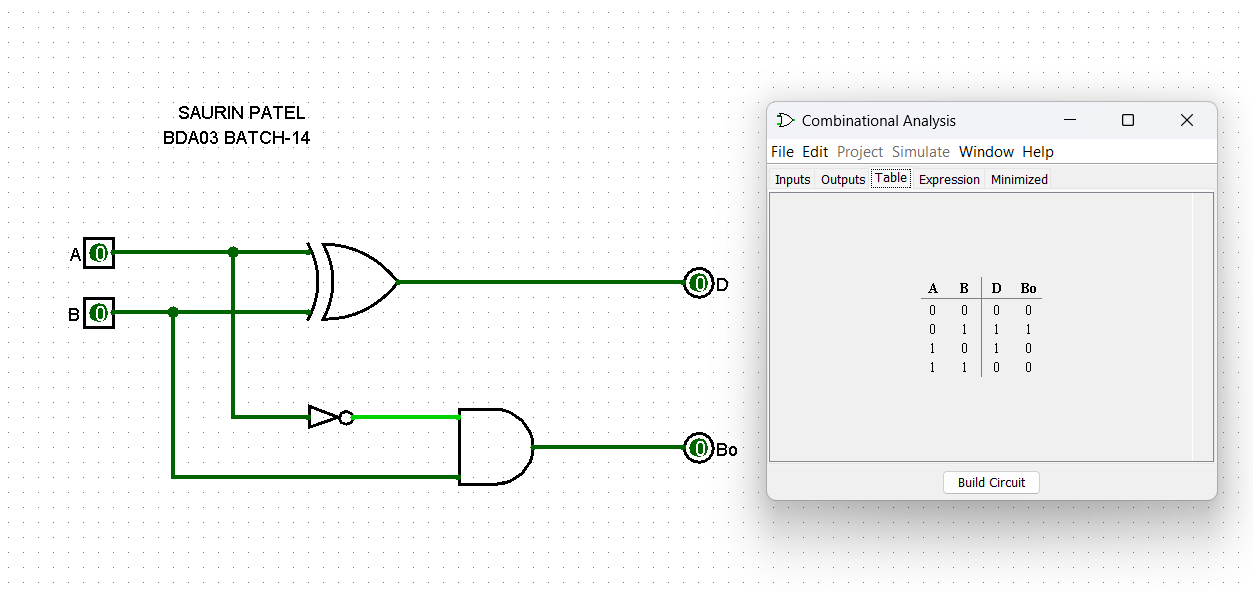 SAURIN PATEL
BDA03 BATCH-14
A 0
B 0
0 D
0 Bo
Combinational Analysis
File Edit Project Simulate Window Help
Inputs Outputs Table Expression Minimized
A B D Bo
0 0 0 0
0 1 1 1
1 0 1 0
1 1 0 0
Build Circuit